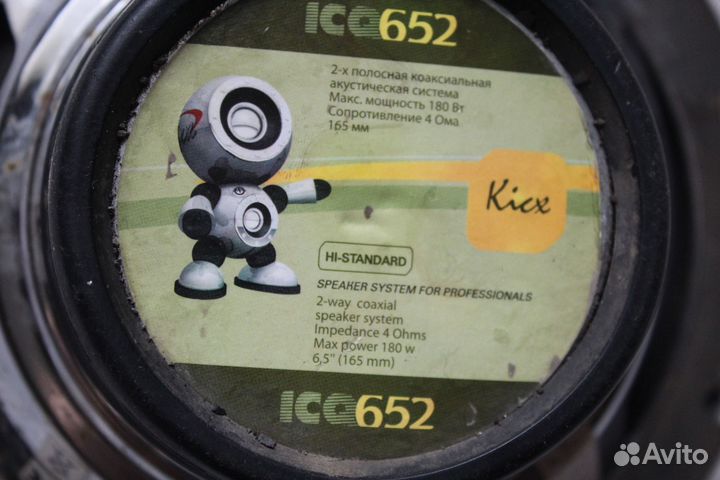 ICQ652
2-х полосная коаксиальная
акустическая система
Макс. мощность 180 Вт
Сопротивление 4 Ома
165 мм
Kicx
HI-STANDARD
SPEAKER SYSTEM FOR PROFESSIONALS
2-way coaxial
speaker system
Impedance 4 Ohms
Max power 180 w
6,5" (165 mm)
ICQ652
Avito